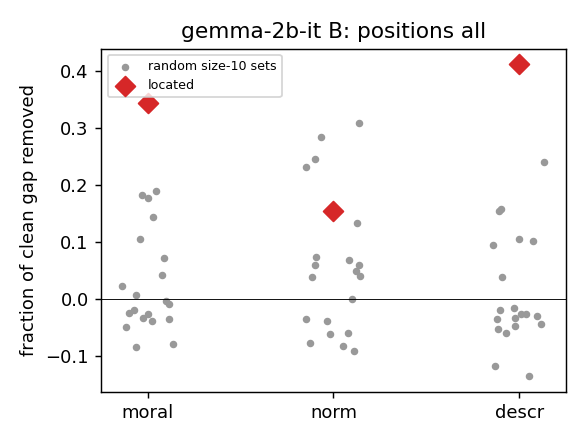 gemma-2b-it B: positions all
random size-10 sets
located
fraction of clean gap removed
0.4
0.3
0.2
0.1
0.0
−0.1
moral norm descr